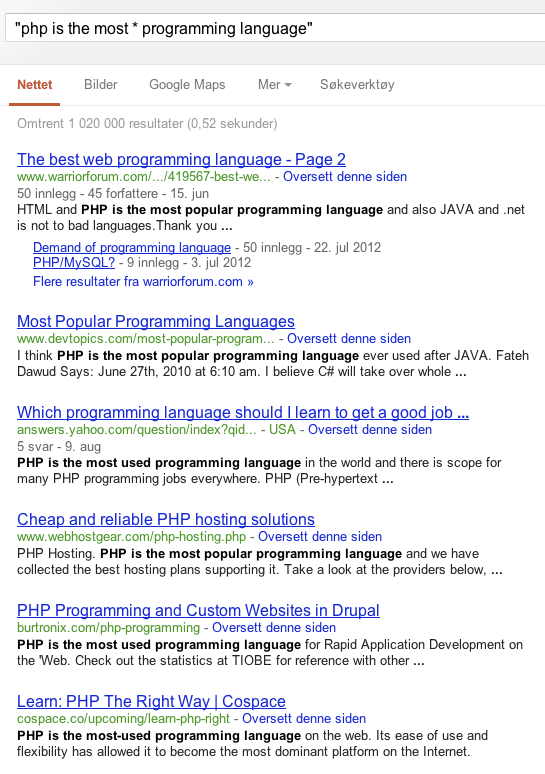 "php is the most * programming language"
Nettet Bilder Google Maps Mer Søkeverktøy
Omtrent 1 020 000 resultater (0,52 sekunder)
The best web programming language - Page 2
www.warriorforum.com/.../419567-best-we... - Oversett denne siden
50 innlegg - 45 forfattere - 15. jun
HTML and PHP is the most popular programming language and also JAVA and .net
is not to bad languages.Thank you ...
Demand of programming language - 50 innlegg - 22. jul 2012
PHP/MySQL? - 9 innlegg - 3. jul 2012
Flere resultater fra warriorforum.com »
Most Popular Programming Languages
www.devtopics.com/most-popular-program... - Oversett denne siden
I think PHP is the most popular programming language ever used after JAVA. Fateh
Dawud Says: June 27th, 2010 at 6:10 am. I believe C# will take over whole ...
Which programming language should I learn to get a good job ...
answers.yahoo.com/question/index?qid... - USA - Oversett denne siden
5 svar - 9. aug
PHP is the most used programming language in the world and there is scope for
many PHP programming jobs everywhere. PHP (Pre-hypertext ...
Cheap and reliable PHP hosting solutions
www.webhostgear.com/php-hosting.php - Oversett denne siden
PHP Hosting. PHP is the most popular programming language and we have
collected the best hosting plans supporting it. Take a look at the providers below, ...
PHP Programming and Custom Websites in Drupal
burtronix.com/php-programming - Oversett denne siden
PHP is the most used programming language for Rapid Application Development on
the 'Web. Check out the statistics at TIOBE for reference with other ...
Learn: PHP The Right Way | Cospace
cospace.co/upcoming/learn-php-right - Oversett denne siden
PHP is the most-used programming language on the web. Its ease of use and
flexibility has allowed it to become the most dominant platform on the Internet.